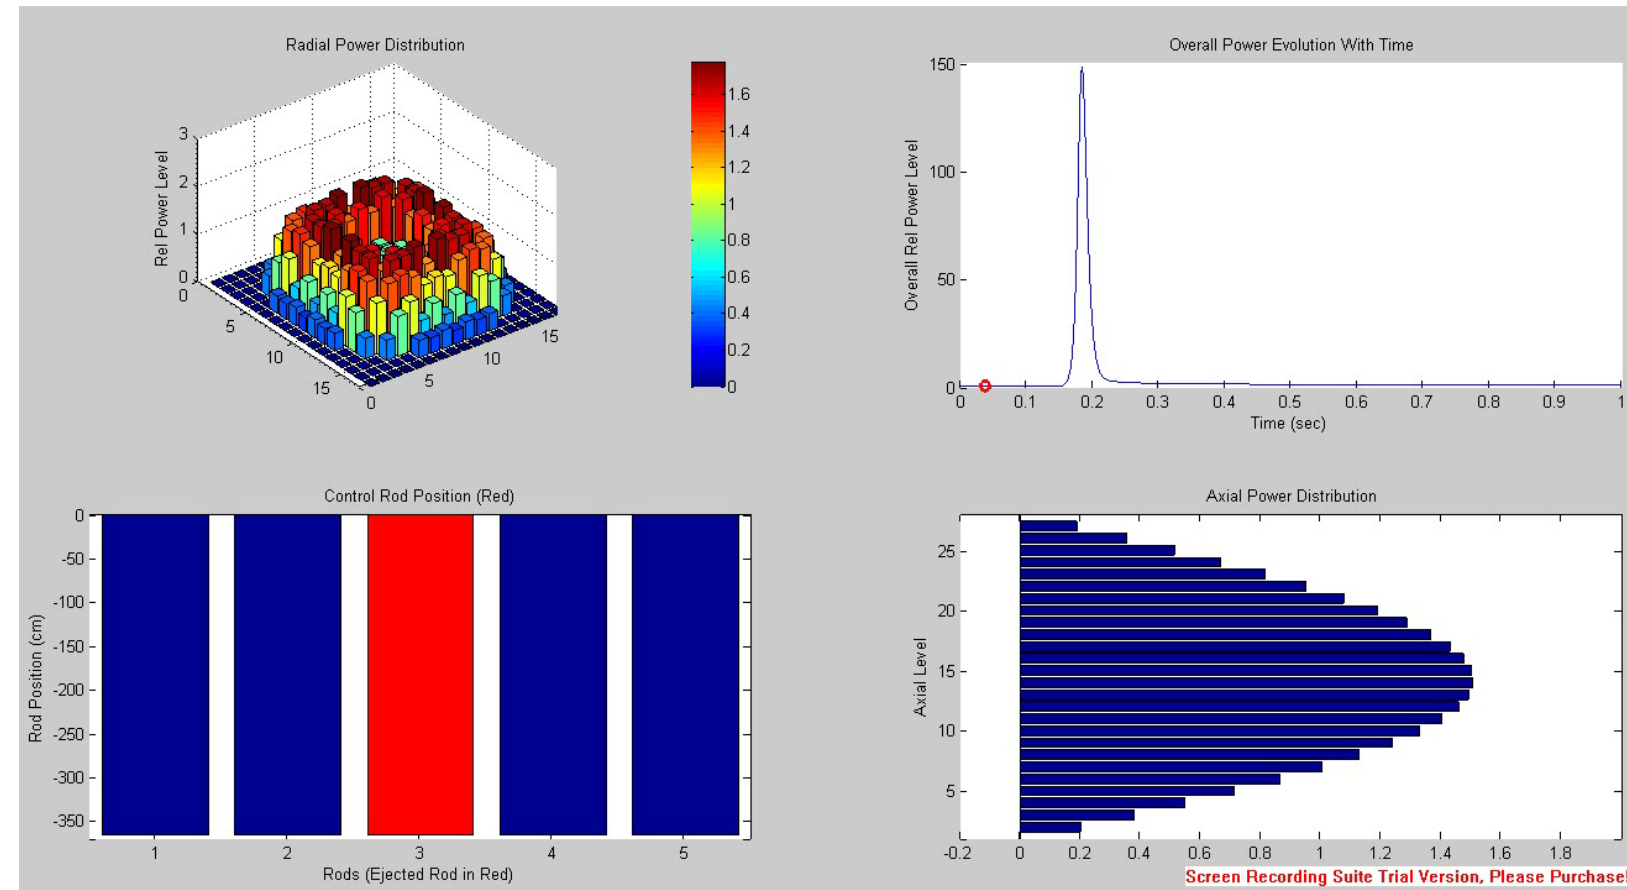 Radial Power Distribution
Rel Power Level
3
2
1
0
0
5
10
15
0
5
10
15
1.6
1.4
1.2
1
0.8
0.6
0.4
0.2
0
Overall Power Evolution With Time
Overall Rel Power Level
150
100
50
0
0 0.1 0.2 0.3 0.4 0.5 0.6 0.7 0.8 0.9 1
Time (sec)
Control Rod Position (Red)
Rod Position (cm)
0
-50
-100
-150
-200
-250
-300
-350
1 2 3 4 5
Rods (Ejected Rod in Red)
Axial Power Distribution
Axial Level
25
20
15
10
5
-0.2 0 0.2 0.4 0.6 0.8 1 1.2 1.4 1.6 1.8
Screen Recording Suite Trial Version, Please Purchase!